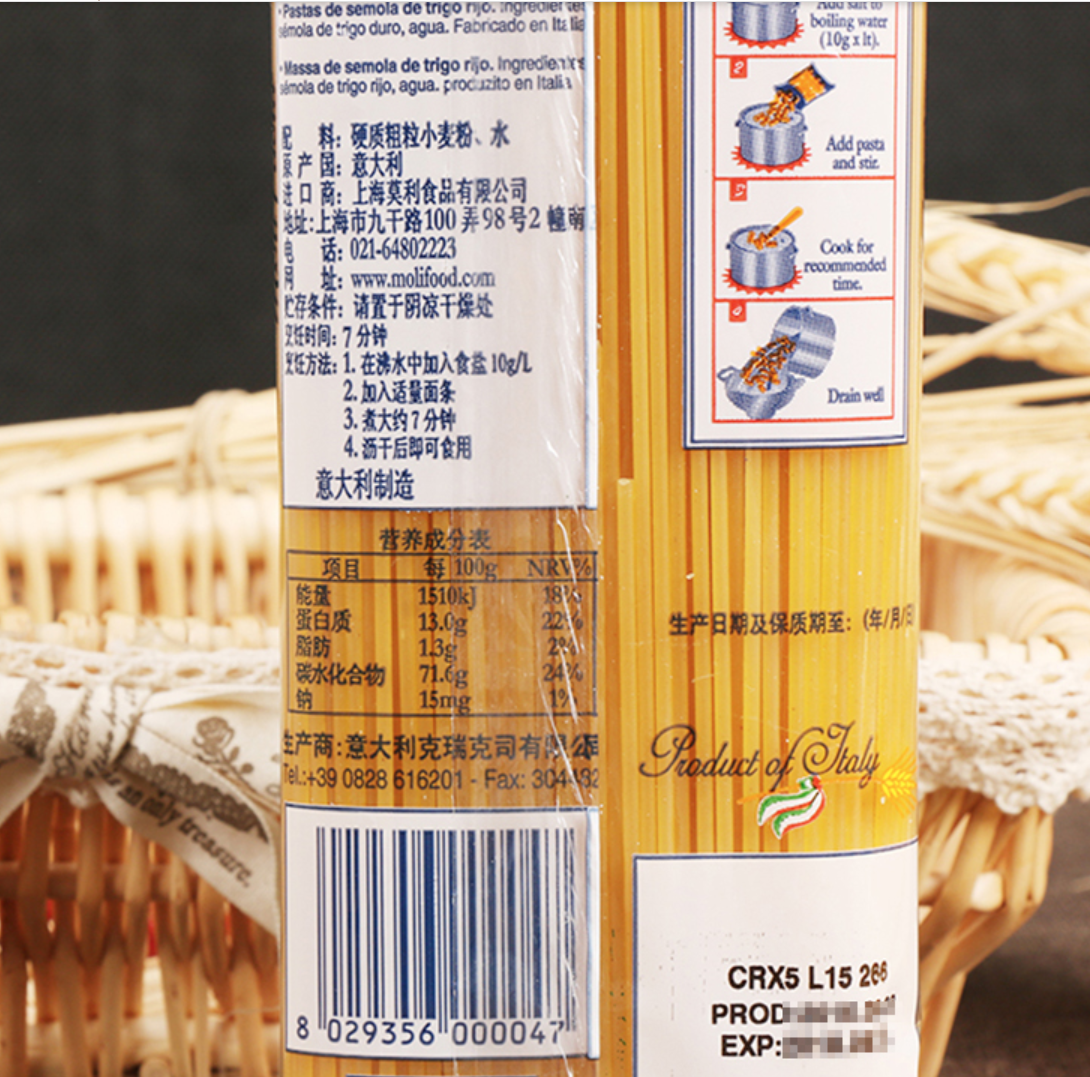 •Pastas de semola de trigo rijo. Ingredientes
sémola de trigo duro, agua. Fabricado en Italia
•Massa de semola de trigo rijo. Ingredientes
sémola de trigo rijo, agua. produzito en Italia
配 料：硬质粗粒小麦粉、水
原产国：意大利
进口商：上海莫利食品有限公司
地址:上海市九干路100弄98号2幢南
电 话：021-64802223
网 址：www.molifood.com
贮存条件：请置于阴凉干燥处
烹饪时间：7分钟
烹饪方法：1. 在沸水中加入食盐10g/L
2. 加入适量面条
3. 煮大约7分钟
4. 沥干后即可食用
意大利制造
营养成分表
项目 每100g NRV%
能量 1510kJ 18%
蛋白质 13.0g 22%
脂肪 1.3g 2%
碳水化合物 71.6g 24%
钠 15mg 1%
生产商：意大利克瑞克司有限公司
Tel.:+39 0828 616201 - Fax: 304482
8 029356 000047
Add salt to
boiling water
(10g x lt).
2
Add pasta
and stir.
3
Cook for
recommended
time.
Drain well
生产日期及保质期至：(年/月/日
Product of Italy
CRX5 L15 266
PROD
EXP:
an only treasure.